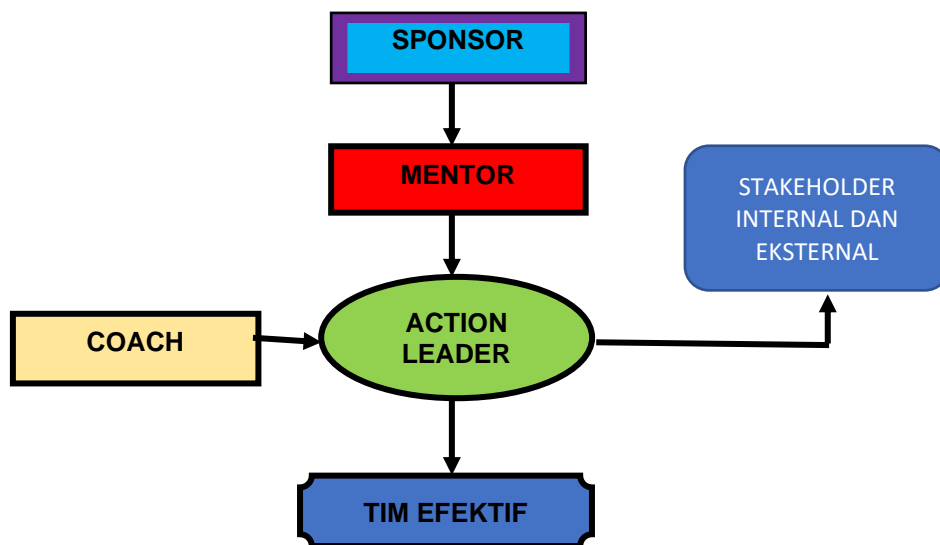 SPONSOR
MENTOR
STAKEHOLDER
INTERNAL DAN
EKSTERNAL
COACH
ACTION
LEADER
TIM EFEKTIF